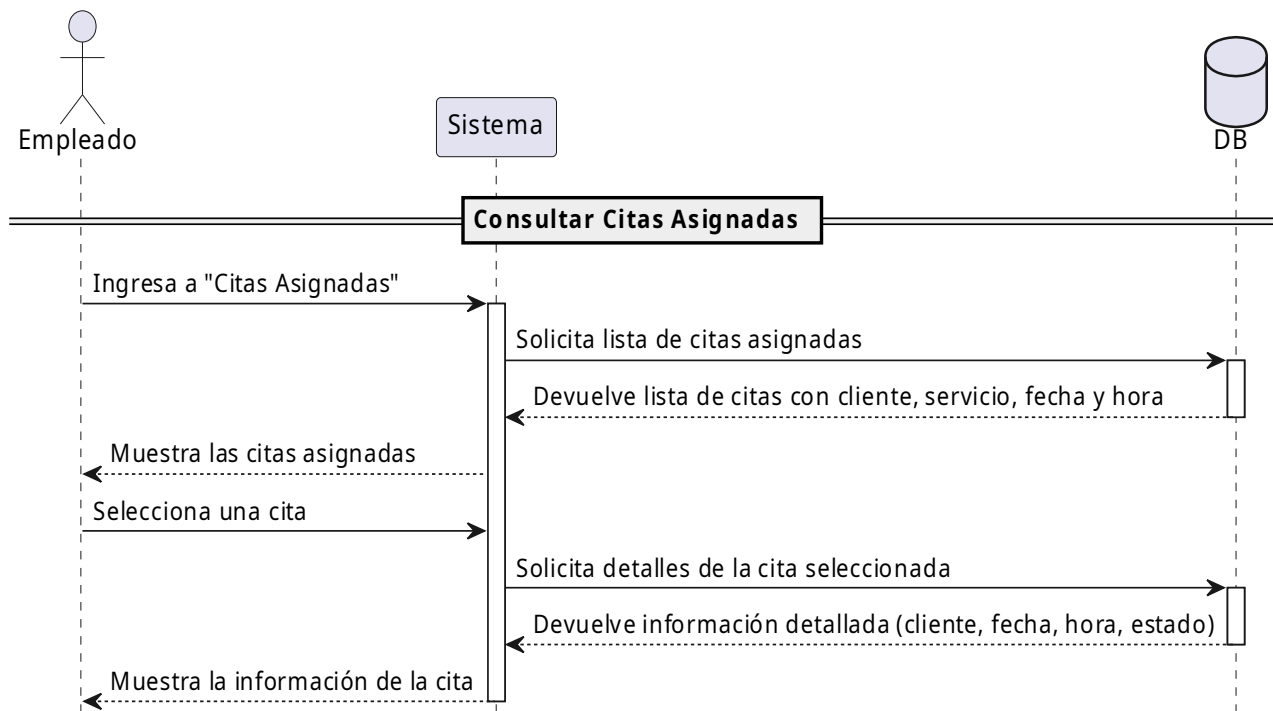 Empleado
Sistema
DB
Consultar Citas Asignadas
Ingresa a "Citas Asignadas"
Solicita lista de citas asignadas
Devuelve lista de citas con cliente, servicio, fecha y hora
Muestra las citas asignadas
Selecciona una cita
Solicita detalles de la cita seleccionada
Devuelve información detallada (cliente, fecha, hora, estado)
Muestra la información de la cita